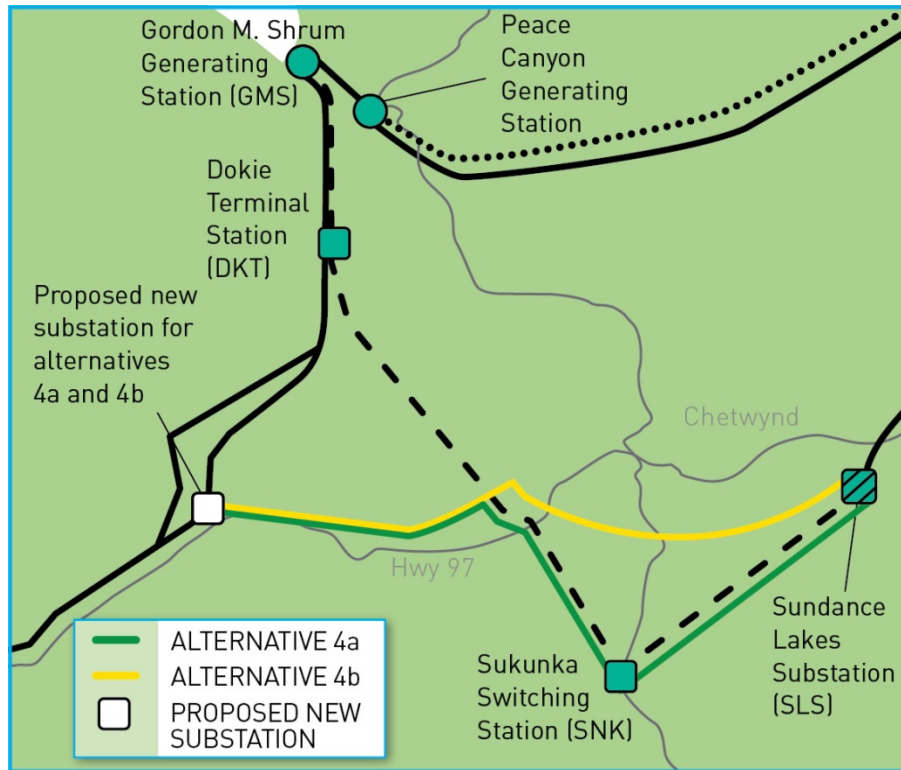 Gordon M. Shrum
Generating
Station (GMS)
Peace
Canyon
Generating
Station
Dokie
Terminal
Station
(DKT)
Proposed new
substation for
alternatives
4a and 4b
Chetwynd
Hwy 97
Sundance
Lakes
Substation
(SLS)
Sukunka
Switching
Station (SNK)
ALTERNATIVE 4a
ALTERNATIVE 4b
PROPOSED NEW
SUBSTATION